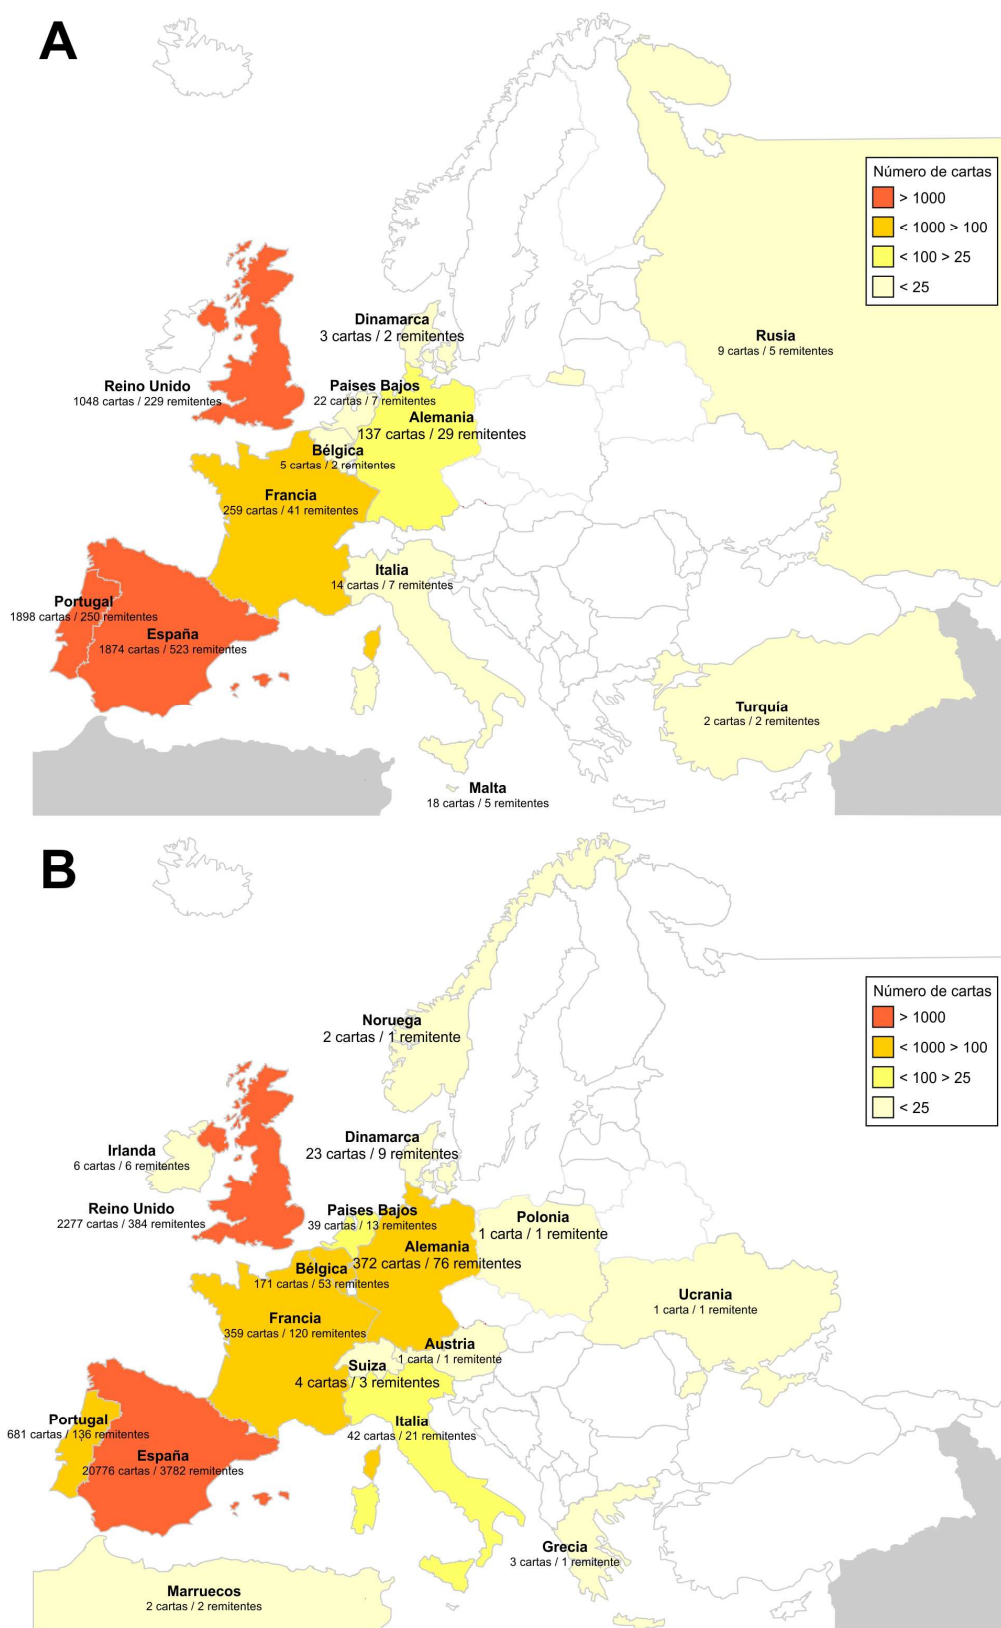 A
Número de cartas
> 1000
< 1000 > 100
< 100 > 25
< 25
Dinamarca
3 cartas / 2 remitentes
Rusia
9 cartas / 5 remitentes
Reino Unido
1048 cartas / 229 remitentes
Paises Bajos
22 cartas / 7 remitentes
Alemania
137 cartas / 29 remitentes
Bélgica
5 cartas / 2 remitentes
Francia
259 cartas / 41 remitentes
Italia
14 cartas / 7 remitentes
Portugal
1898 cartas / 250 remitentes
España
1874 cartas / 523 remitentes
Turquía
2 cartas / 2 remitentes
Malta
18 cartas / 5 remitentes
B
Número de cartas
> 1000
< 1000 > 100
< 100 > 25
< 25
Noruega
2 cartas / 1 remitente
Dinamarca
23 cartas / 9 remitentes
Irlanda
6 cartas / 6 remitentes
Reino Unido
2277 cartas / 384 remitentes
Paises Bajos
39 cartas / 13 remitentes
Polonia
1 carta / 1 remitente
Alemania
372 cartas / 76 remitentes
Bélgica
171 cartas / 53 remitentes
Ucrania
1 carta / 1 remitente
Francia
359 cartas / 120 remitentes
Austria
1 carta / 1 remitente
Suiza
4 cartas / 3 remitentes
Portugal
681 cartas / 136 remitentes
Italia
42 cartas / 21 remitentes
España
20776 cartas / 3782 remitentes
Grecia
3 cartas / 1 remitente
Marruecos
2 cartas / 2 remitentes